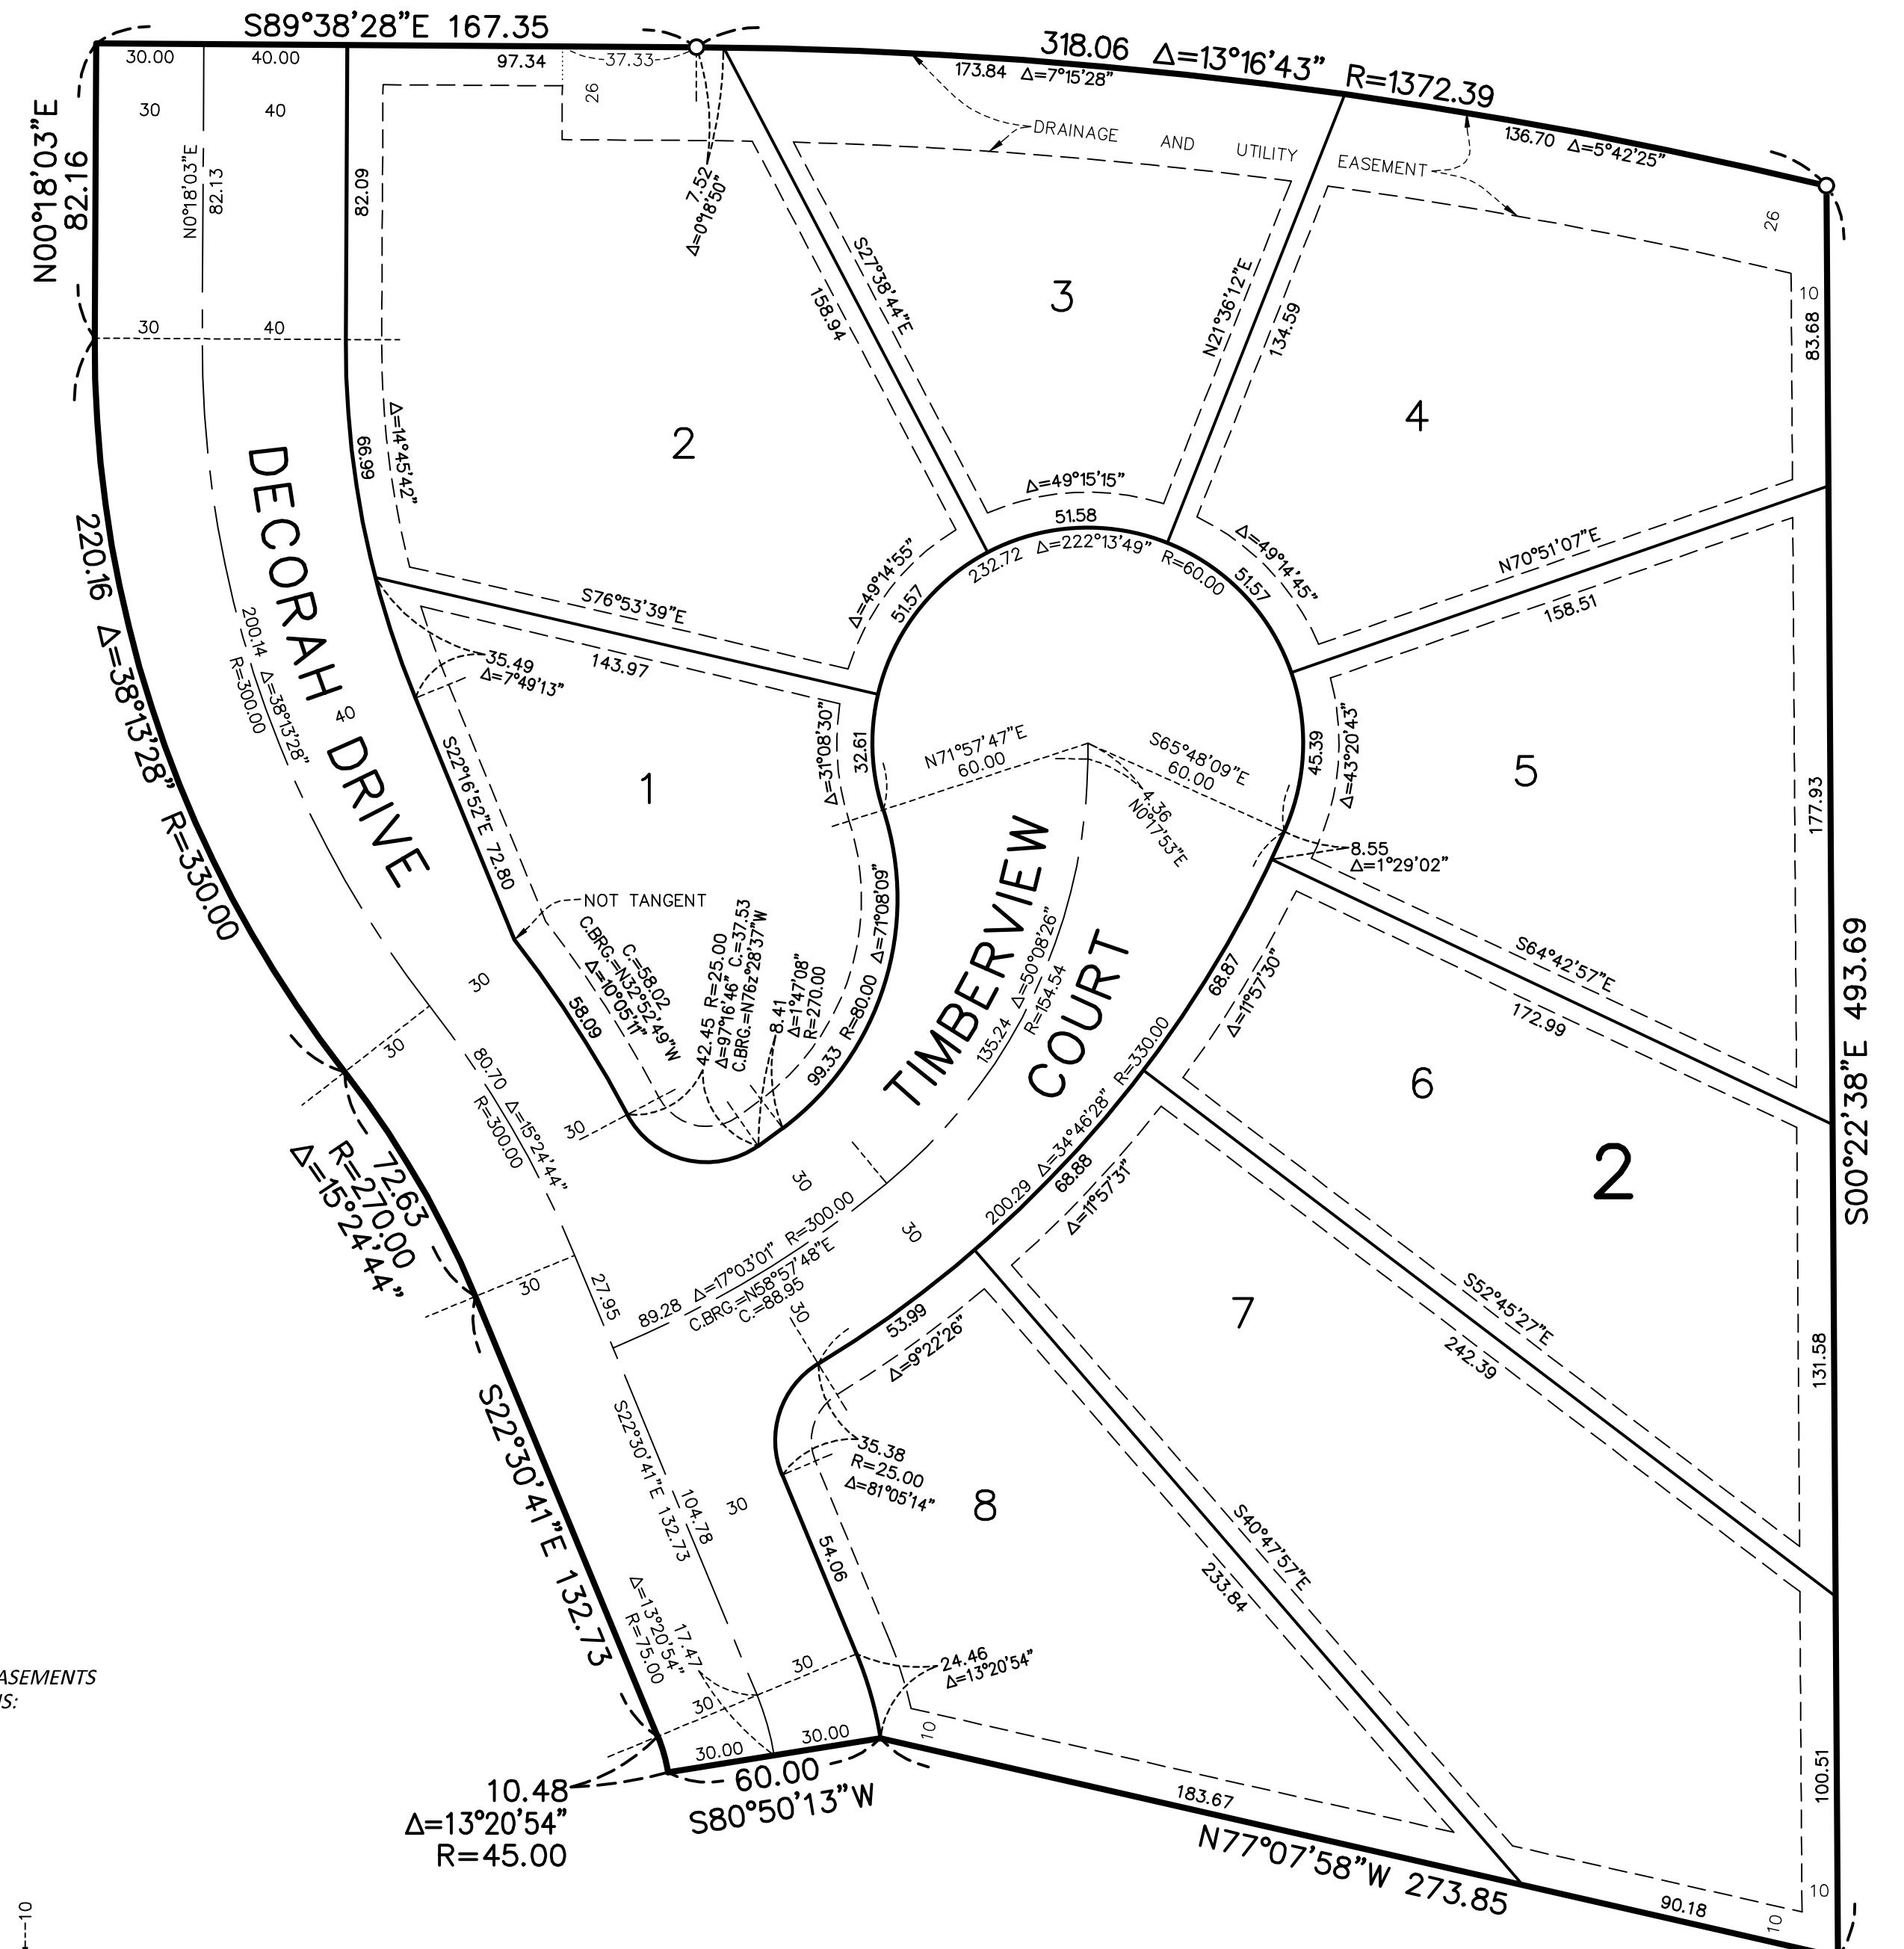 S89°38'28"E 167.35
318.06 Δ=13°16'43" R=1372.39
30.00
40.00
97.34
37.33
173.84 Δ=7°15'28"
136.70 Δ=5°42'25"
30
40
26
DRAINAGE AND UTILITY EASEMENT
26
N00°18'03"E
82.16
N0°18'03"E
82.13
82.09
7.52
Δ=0°18'50"
S27°38'44"E
158.94
3
N21°36'12"E
134.59
10
83.68
30
40
2
4
66.99
Δ=14°45'42"
DECORAH DRIVE
Δ=49°15'15"
51.58
232.72 Δ=222°13'49" R=60.00
Δ=49°14'55"
51.57
Δ=49°14'45"
51.57
N70°51'07"E
158.51
220.16 Δ=38°13'28" R=330.00
200.14 Δ=38°13'28"
R=300.00
S76°53'39"E
143.97
35.49
Δ=7°49'13"
40
S22°16'52"E 72.80
1
Δ=31°08'30"
32.61
N71°57'47"E
60.00
S65°48'09"E
60.00
4.36
N0°17'53"E
45.39
Δ=43°20'43"
5
177.93
8.55
Δ=1°29'02"
NOT TANGENT
C.=58.02
C.BRG.=N32°52'49"W
Δ=10°05'11"
58.09
42.45 R=25.00
Δ=97°16'46" C.=37.53
C.BRG.=N76z°28'37"W
8.41
Δ=1°47'08"
R=270.00
99.33 R=80.00 Δ=71°08'09"
TIMBERVIEW
COURT
135.24 Δ=50°08'26"
R=154.54
68.87
Δ=11°57'30"
S64°42'57"E
172.99
S00°22'38"E 493.69
30
30
80.70 Δ=15°24'44"
R=300.00
30
30
6
2
200.29 Δ=34°46'28" R=330.00
68.88
Δ=11°57'31"
72.63
R=270.00
Δ=15°24'44"
30
27.95
89.28 Δ=17°03'01" R=300.00
C.BRG.=N58°57'48"E
C.=88.95
30
30
53.99
Δ=9°22'26"
7
S52°45'27"E
242.39
131.58
S22°30'41"E 132.73
S22°30'41"E 132.73
104.78
30
35.38
R=25.00
Δ=81°05'14"
8
54.06
S40°47'57"E
233.84
Δ=13°20'54"
R=75.00
17.47
30
30
24.46
Δ=13°20'54"
10
30.00
30.00
60.00
S80°50'13"W
10.48
Δ=13°20'54"
R=45.00
183.67
N77°07'58"W 273.85
90.18
100.51
10
10
ASEMENTS
IS:
10